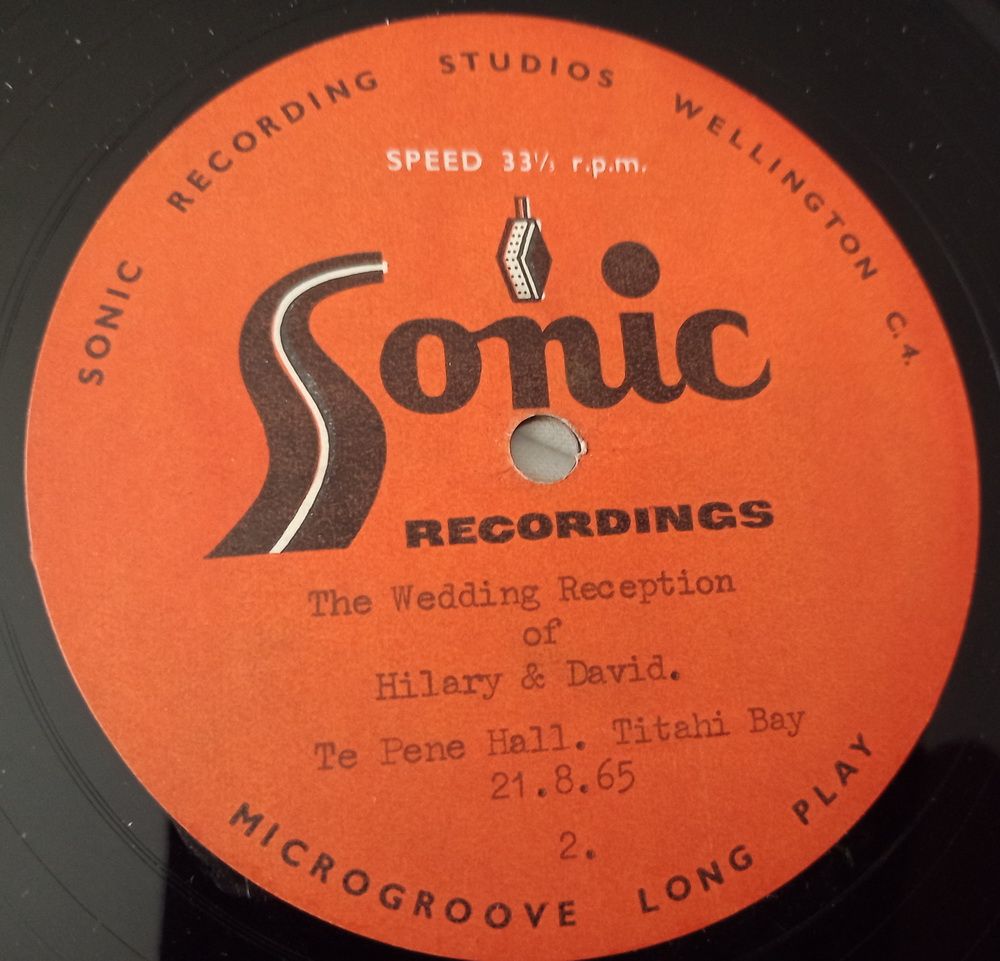 SONIC RECORDING STUDIOS WELLINGTON C.4.
SPEED 33⅓ r.p.m.
Sonic
RECORDINGS
The Wedding Reception
of
Hilary & David.
Te Pene Hall. Titahi Bay
21.8.65
2.
MICROGROOVE LONG PLAY